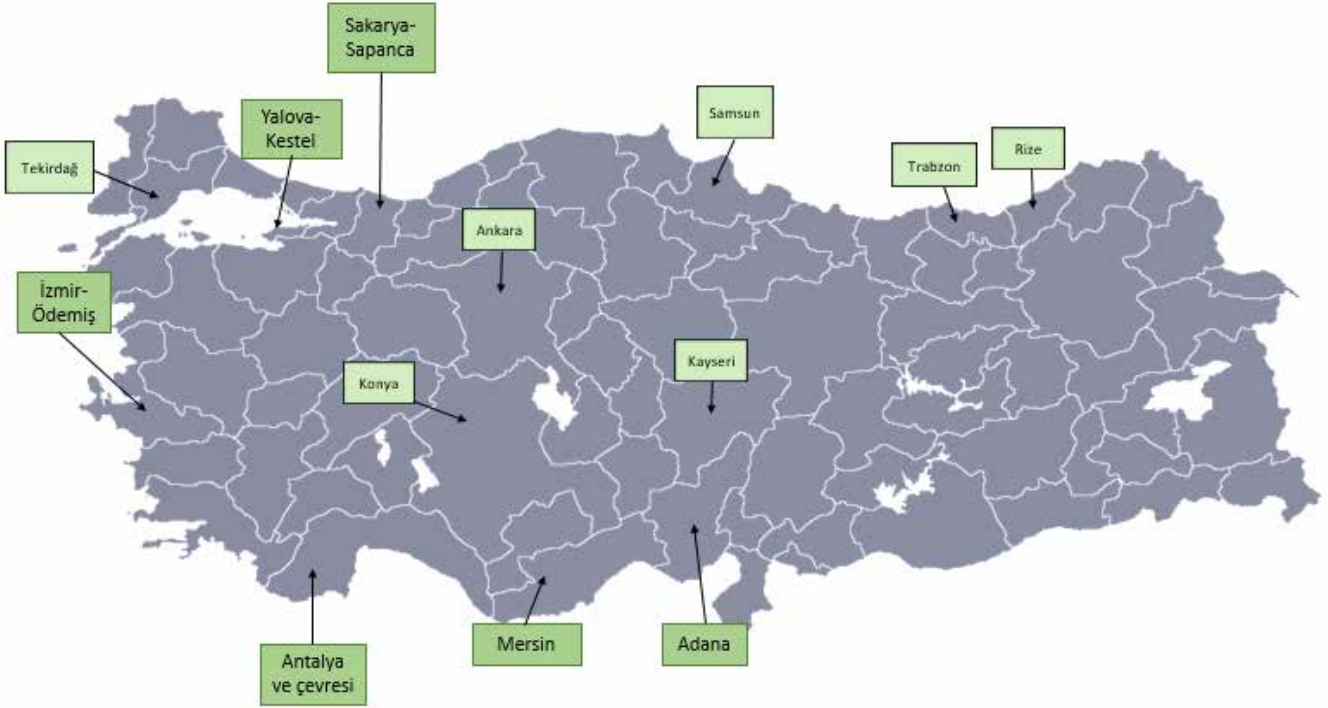 Sakarya-
Sapanca
Yalova-
Kestel
Samsun
Tekirdağ
Trabzon
Rize
Ankara
İzmir-
Ödemiş
Kayseri
Konya
Mersin
Adana
Antalya
ve çevresi